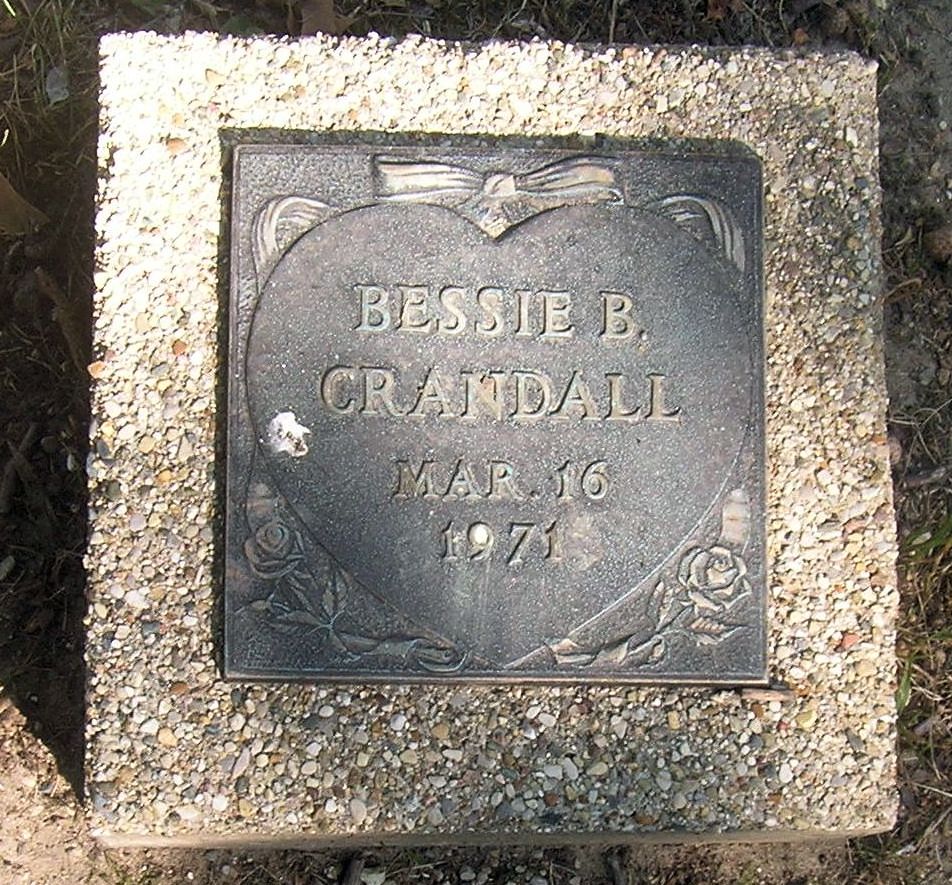 BESSIE B.
CRANDALL
MAR. 16
1971